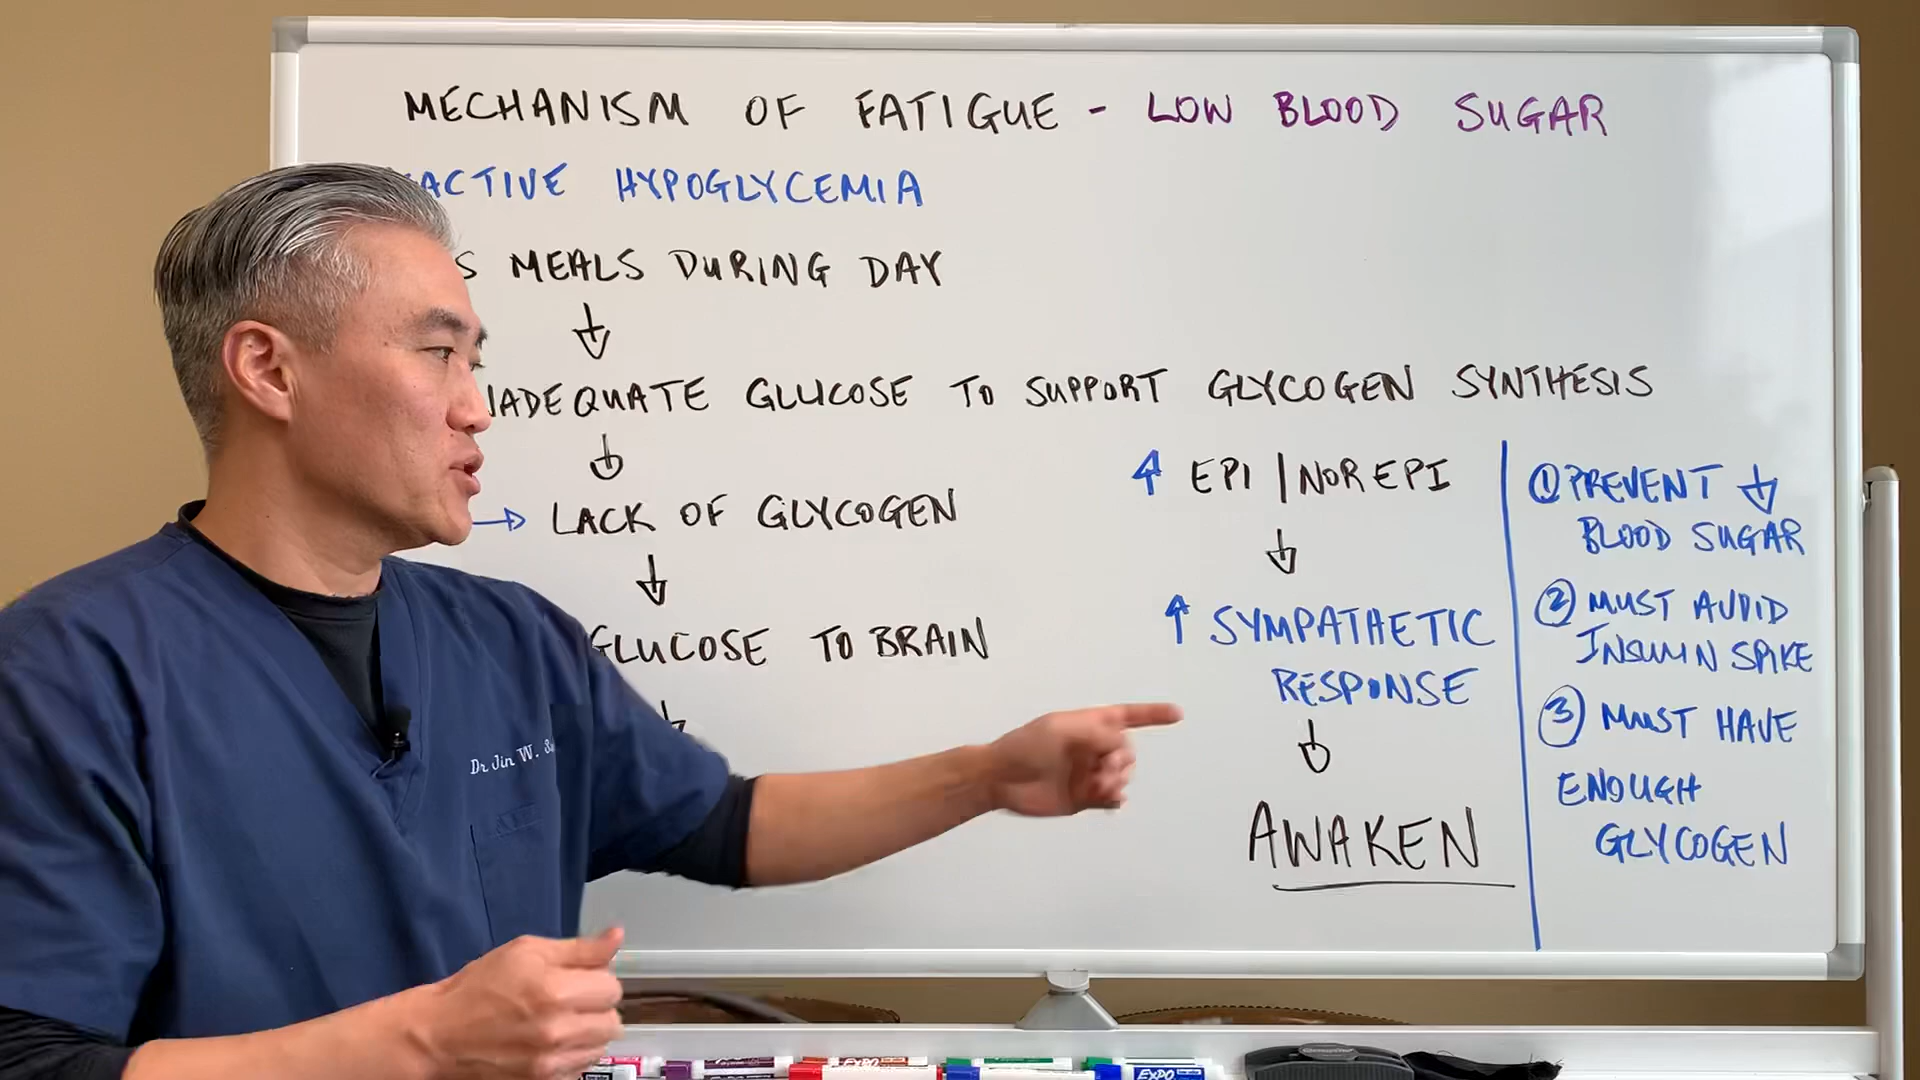 MECHANISM OF FATIGUE - LOW BLOOD SUGAR
ACTIVE HYPOGLYCEMIA
S MEALS DURING DAY
ADEQUATE GLUCOSE TO SUPPORT GLYCOGEN SYNTHESIS
→ LACK OF GLYCOGEN
GLUCOSE TO BRAIN
↑ EPI | NOREPI
↑ SYMPATHETIC
RESPONSE
AWAKEN
① PREVENT ↓
BLOOD SUGAR
② MUST AVOID
INSULIN SPIKE
③ MUST HAVE
ENOUGH
GLYCOGEN
Dr Jin W.
EXPO
EXPO